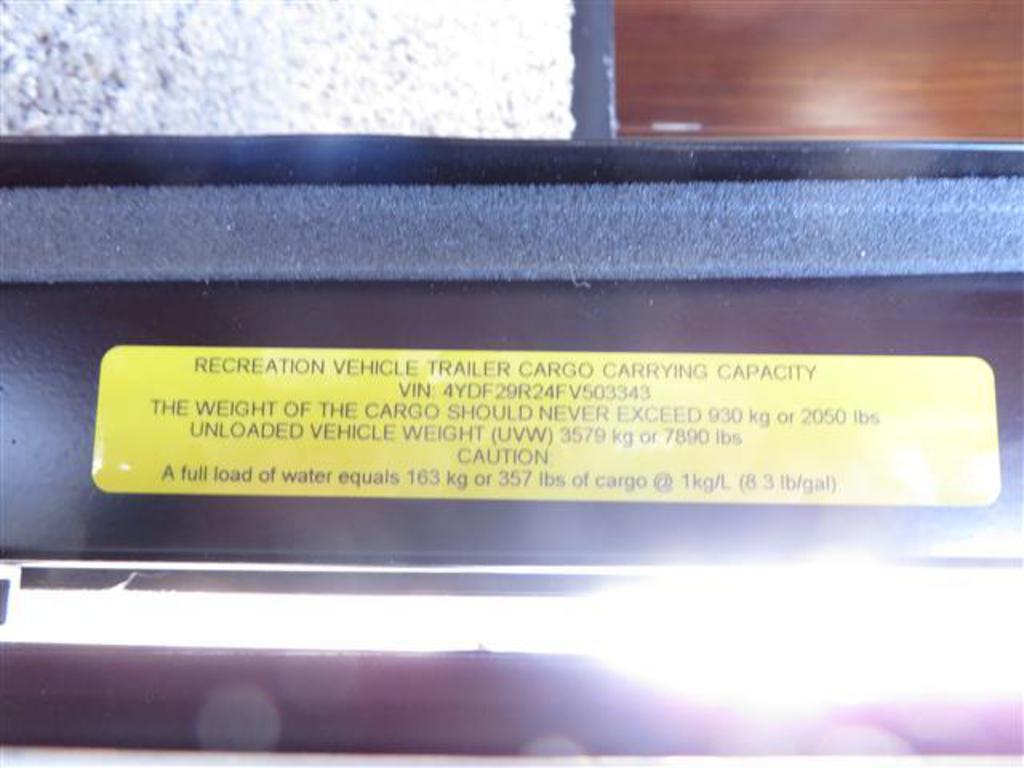 RECREATION VEHICLE TRAILER CARGO CARRYING CAPACITY
VIN: 4YDF29R24FV503343
THE WEIGHT OF THE CARGO SHOULD NEVER EXCEED 930 kg or 2050 lbs
UNLOADED VEHICLE WEIGHT (UVW) 3579 kg or 7890 lbs
CAUTION:
A full load of water equals 163 kg or 357 lbs of cargo @ 1kg/L (8.3 lb/gal)